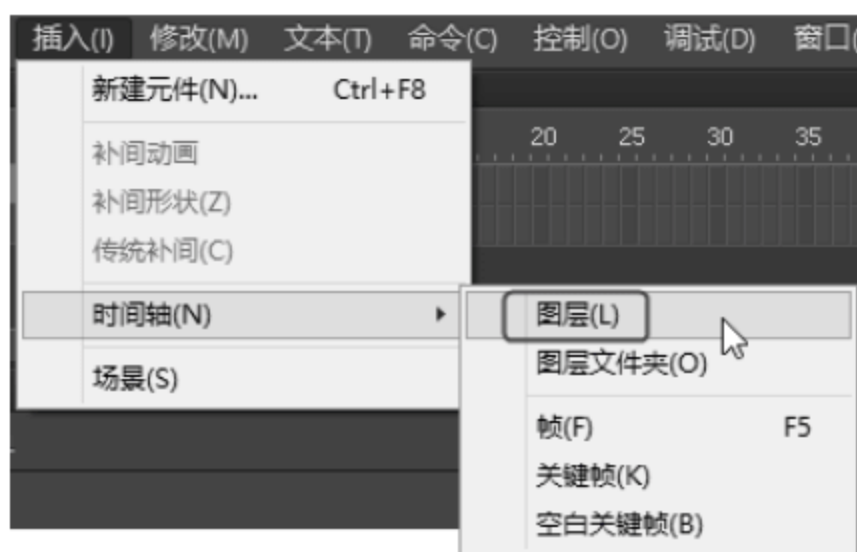 插入(I) 修改(M) 文本(T) 命令(C) 控制(O) 调试(D) 窗口(
新建元件(N)... Ctrl+F8
20 25 30 35
补间动画
补间形状(Z)
传统补间(C)
时间轴(N)
图层(L)
图层文件夹(O)
场景(S)
帧(F) F5
关键帧(K)
空白关键帧(B)